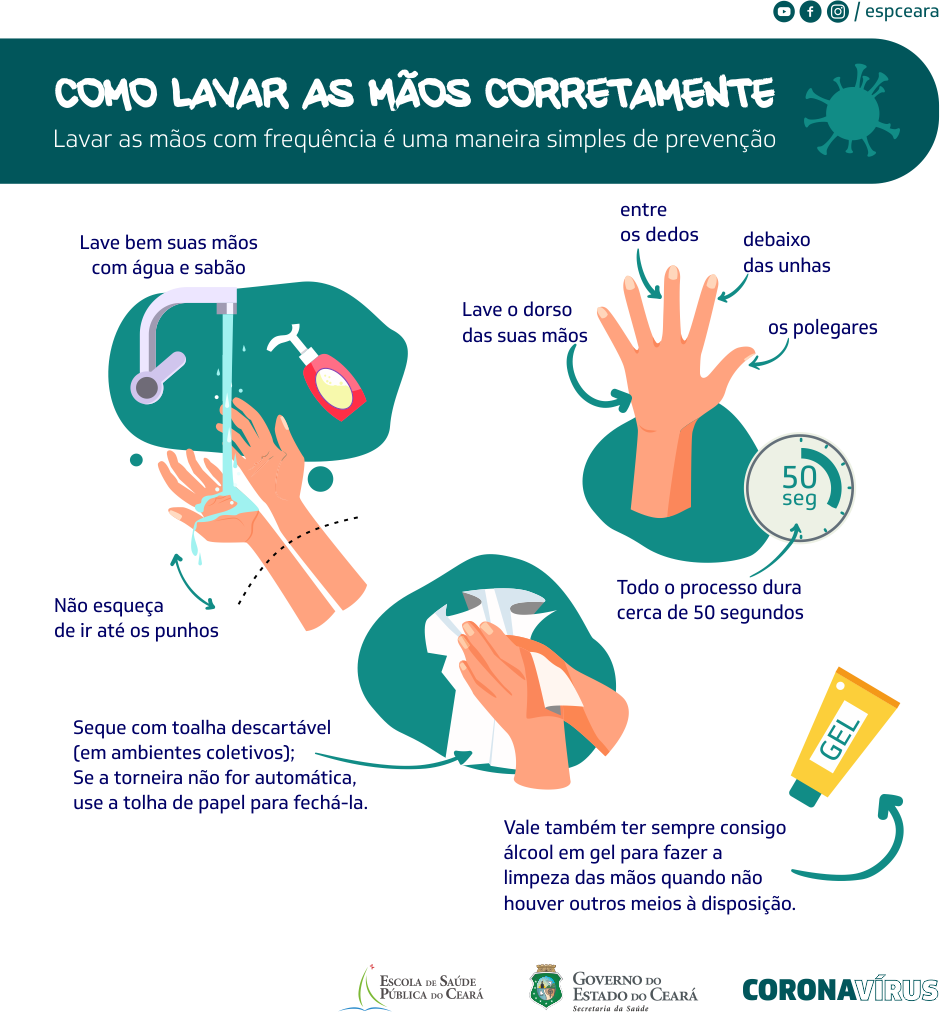 / espceara
COMO LAVAR AS MÃOS CORRETAMENTE
Lavar as mãos com frequência é uma maneira simples de prevenção
Lave bem suas mãos
com água e sabão
entre
os dedos
debaixo
das unhas
Lave o dorso
das suas mãos
os polegares
50
seg
Todo o processo dura
cerca de 50 segundos
Não esqueça
de ir até os punhos
Seque com toalha descartável
(em ambientes coletivos);
Se a torneira não for automática,
use a tolha de papel para fechá-la.
GEL
Vale também ter sempre consigo
álcool em gel para fazer a
limpeza das mãos quando não
houver outros meios à disposição.
ESCOLA DE SAÚDE
PÚBLICA DO CEARÁ
GOVERNO DO
ESTADO DO CEARÁ
Secretaria da Saúde
CORONAVÍRUS